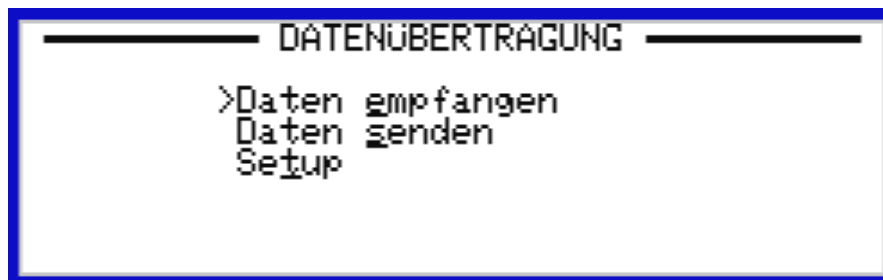 DATENÜBERTRAGUNG
>Daten empfangen
Daten senden
Setup